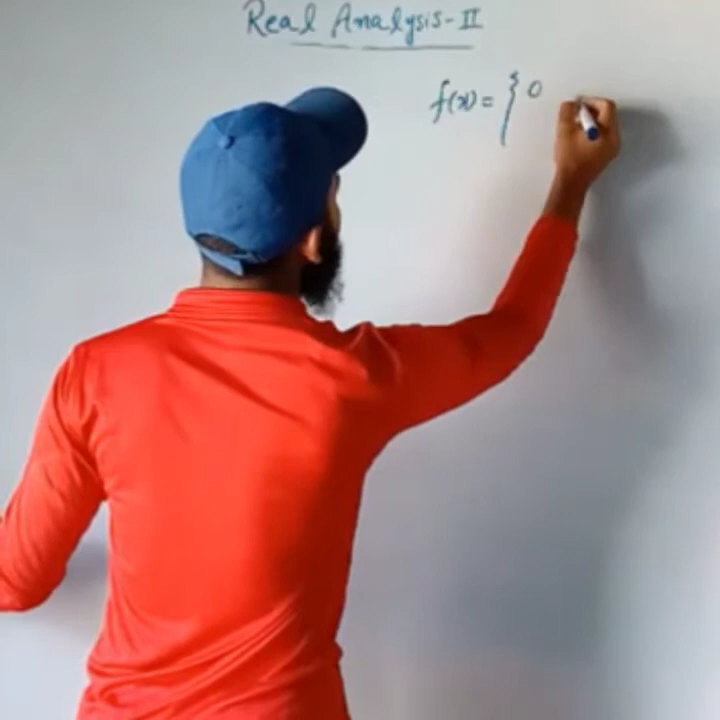 Real Analysis-II
f(x) = { 0